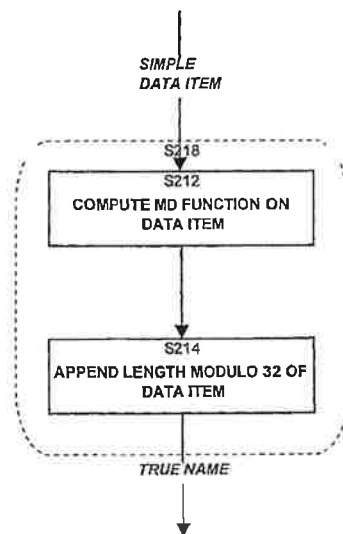 SIMPLE
DATA ITEM
S218
S212
COMPUTE MD FUNCTION ON
DATA ITEM
S214
APPEND LENGTH MODULO 32 OF
DATA ITEM
TRUE NAME